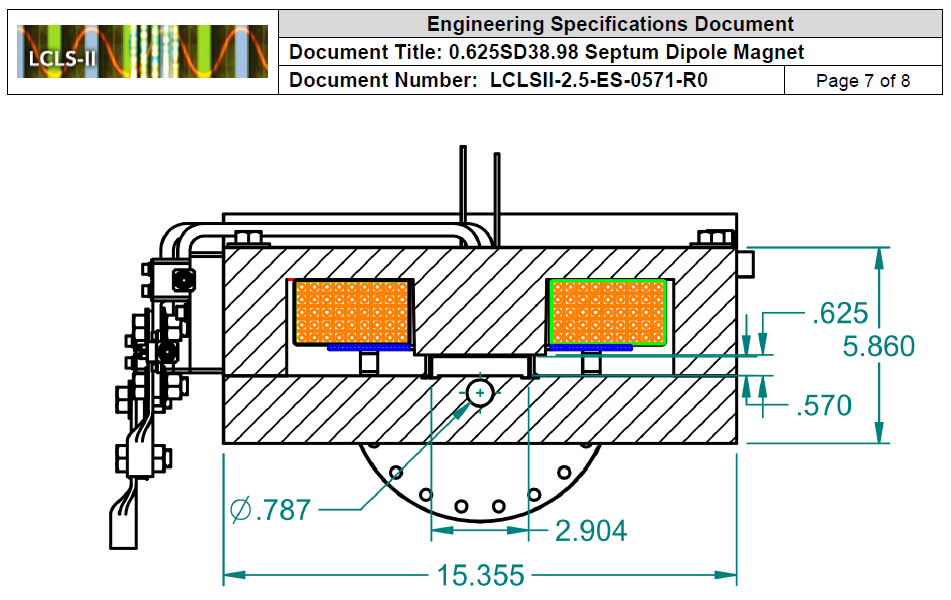 LCLS-II
Engineering Specifications Document
Document Title: 0.625SD38.98 Septum Dipole Magnet
Document Number: LCLSII-2.5-ES-0571-R0
Page 7 of 8
.625
5.860
.570
∅.787
2.904
15.355